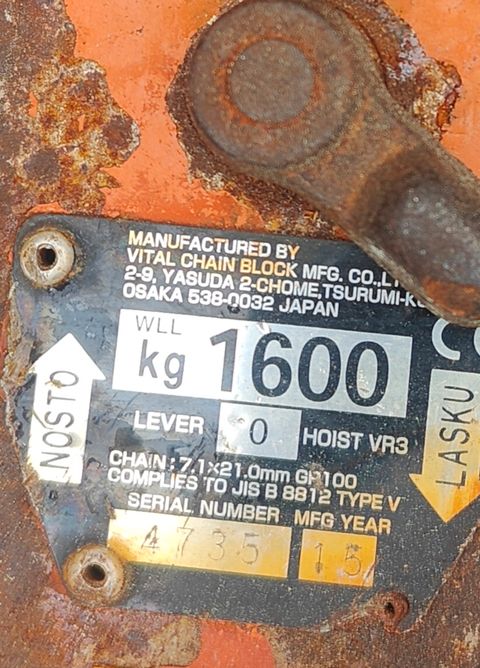 MANUFACTURED BY
VITAL CHAIN BLOCK MFG. CO.,
2-9, YASUDA 2-CHOME, TSURUMI-
OSAKA 538-0032 JAPAN
WLL
kg 1600
NOSTO
LASKU
LEVER 0 HOIST VR3
CHAIN : 7.1×21.0mm GR100
COMPLIES TO JIS B 8812 TYPE V
SERIAL NUMBER MFG YEAR
4735 15